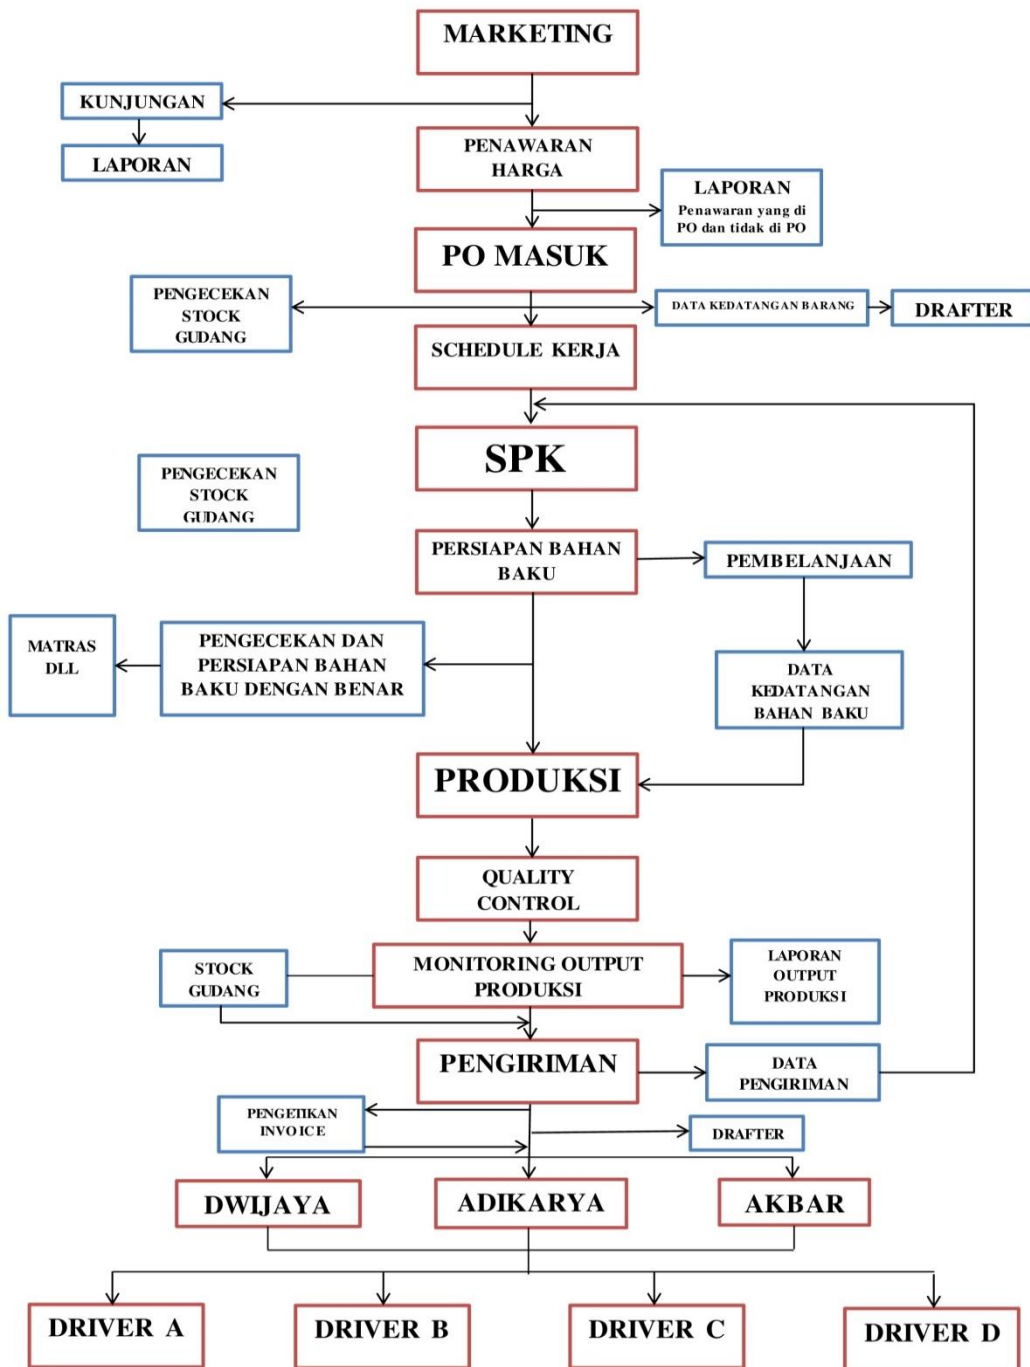 MARKETING
KUNJUNGAN
LAPORAN
PENAWARAN
HARGA
LAPORAN
Penawaran yang di
PO dan tidak di PO
PO MASUK
PENGECEKAN
STOCK
GUDANG
DATA KEDATANGAN BARANG
DRAFTER
SCHEDULE KERJA
SPK
PENGECEKAN
STOCK
GUDANG
PERSIAPAN BAHAN
BAKU
PEMBELANJAAN
MATRAS
DLL
PENGECEKAN DAN
PERSIAPAN BAHAN
BAKU DENGAN BENAR
DATA
KEDATANGAN
BAHAN BAKU
PRODUKSI
QUALITY
CONTROL
STOCK
GUDANG
MONITORING OUTPUT
PRODUKSI
LAPORAN
OUTPUT
PRODUKSI
PENGIRIMAN
DATA
PENGIRIMAN
PENGETIKAN
INVOICE
DRAFTER
DWIJAYA
ADIKARYA
AKBAR
DRIVER A
DRIVER B
DRIVER C
DRIVER D